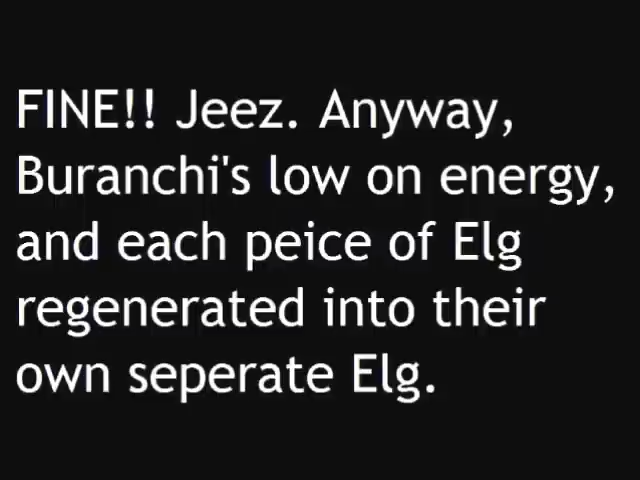 FINE!! Jeez. Anyway,
Buranchi's low on energy,
and each peice of Elg
regenerated into their
own seperate Elg.